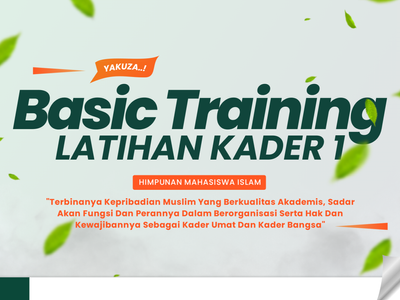 YAKUZA..!
Basic Training
LATIHAN KADER 1
HIMPUNAN MAHASISWA ISLAM
"Terbinanya Kepribadian Muslim Yang Berkualitas Akademis, Sadar
Akan Fungsi Dan Perannya Dalam Berorganisasi Serta Hak Dan
Kewajibannya Sebagai Kader Umat Dan Kader Bangsa"